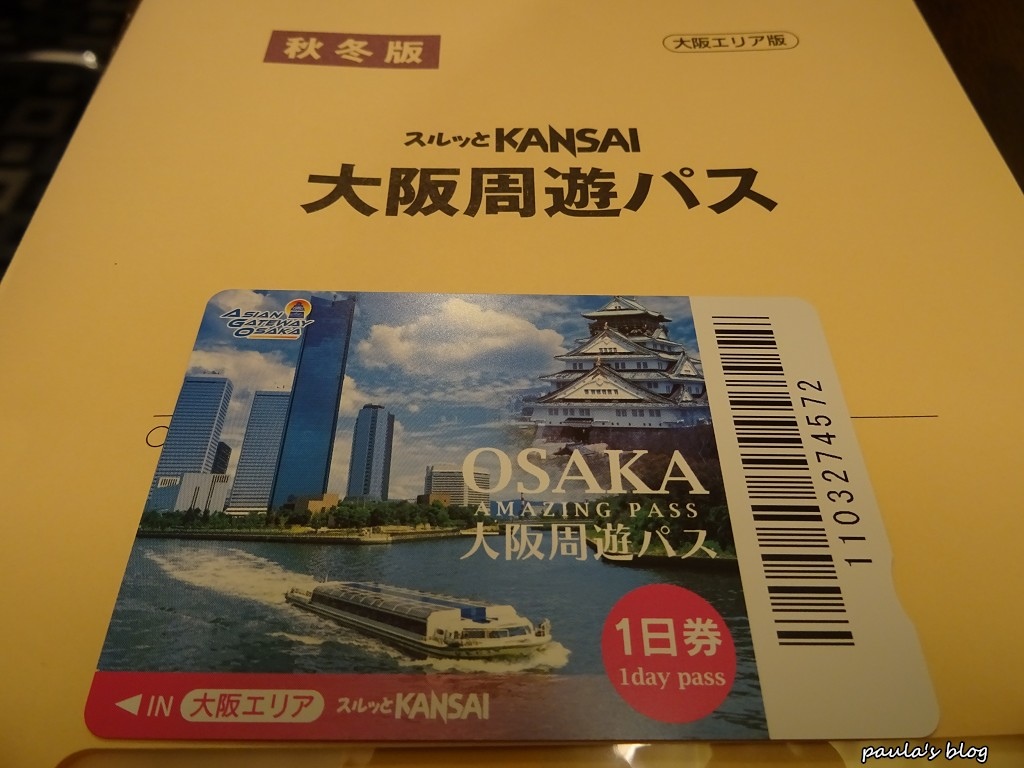 秋冬版
大阪エリア版
スルッとKANSAI
大阪周遊パス
ASIAN
GATEWAY
OSAKA
OSAKA
AMAZING PASS
大阪周遊パス
1日券
1day pass
IN 大阪エリア スルッとKANSAI
1103274572
paula's blog